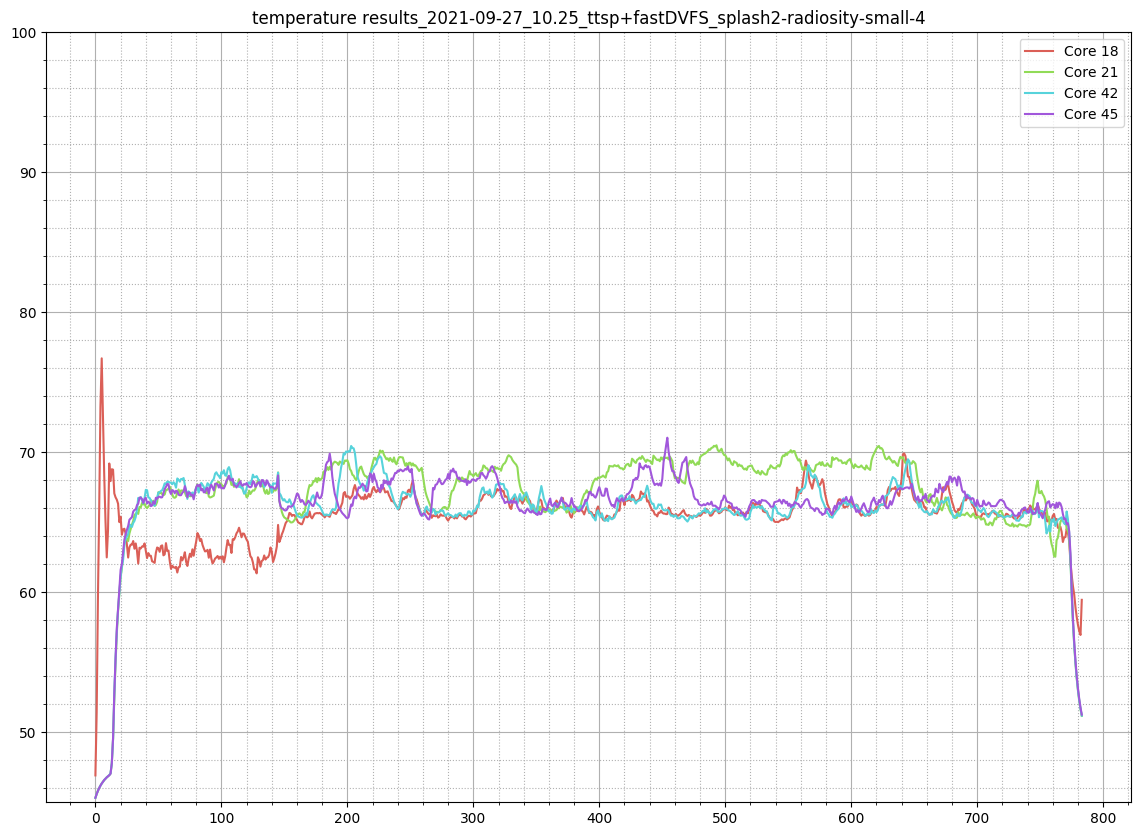 temperature results_2021-09-27_10.25_ttsp+fastDVFS_splash2-radiosity-small-4
Core 18
Core 21
Core 42
Core 45
100
90
80
70
60
50
0 100 200 300 400 500 600 700 800